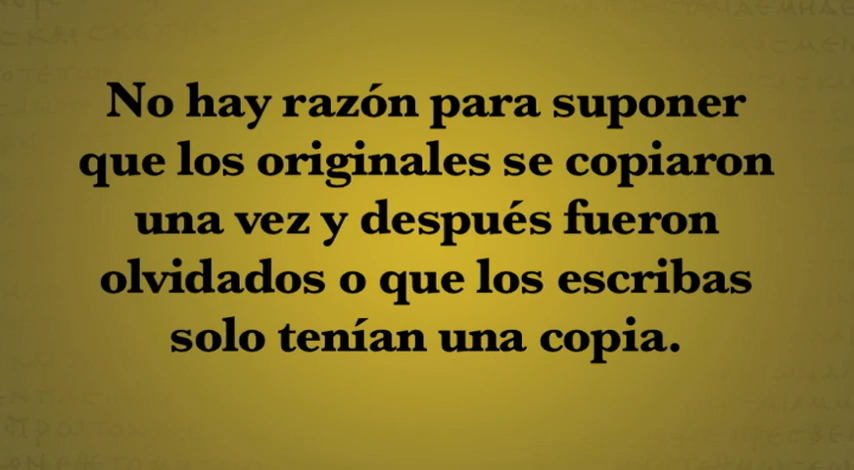 No hay razón para suponer
que los originales se copiaron
una vez y después fueron
olvidados o que los escribas
solo tenían una copia.